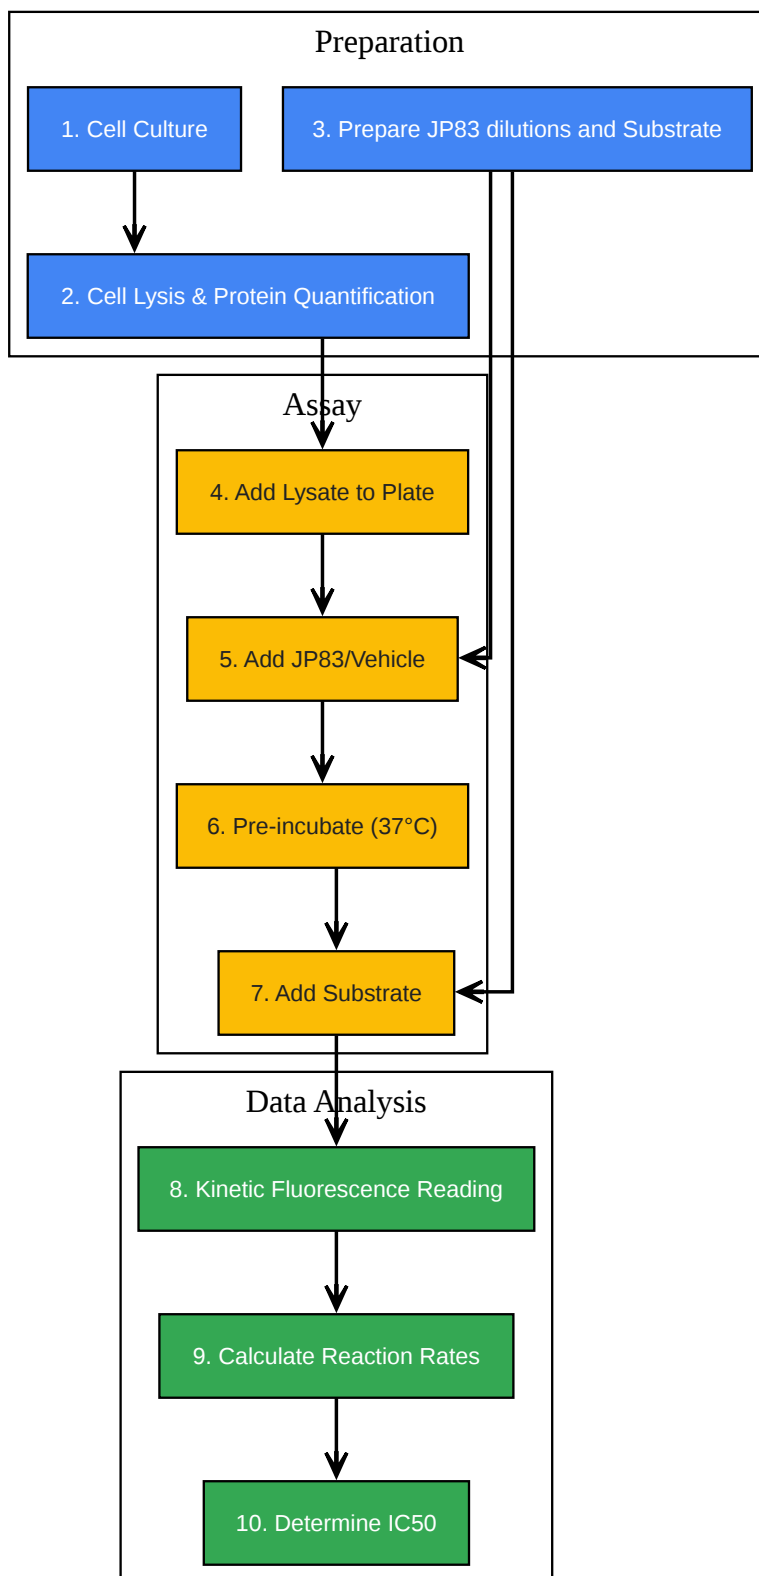 Preparation
1. Cell Culture
3. Prepare JP83 dilutions and Substrate
2. Cell Lysis & Protein Quantification
Assay
4. Add Lysate to Plate
5. Add JP83/Vehicle
6. Pre-incubate (37°C)
7. Add Substrate
Data Analysis
8. Kinetic Fluorescence Reading
9. Calculate Reaction Rates
10. Determine IC50